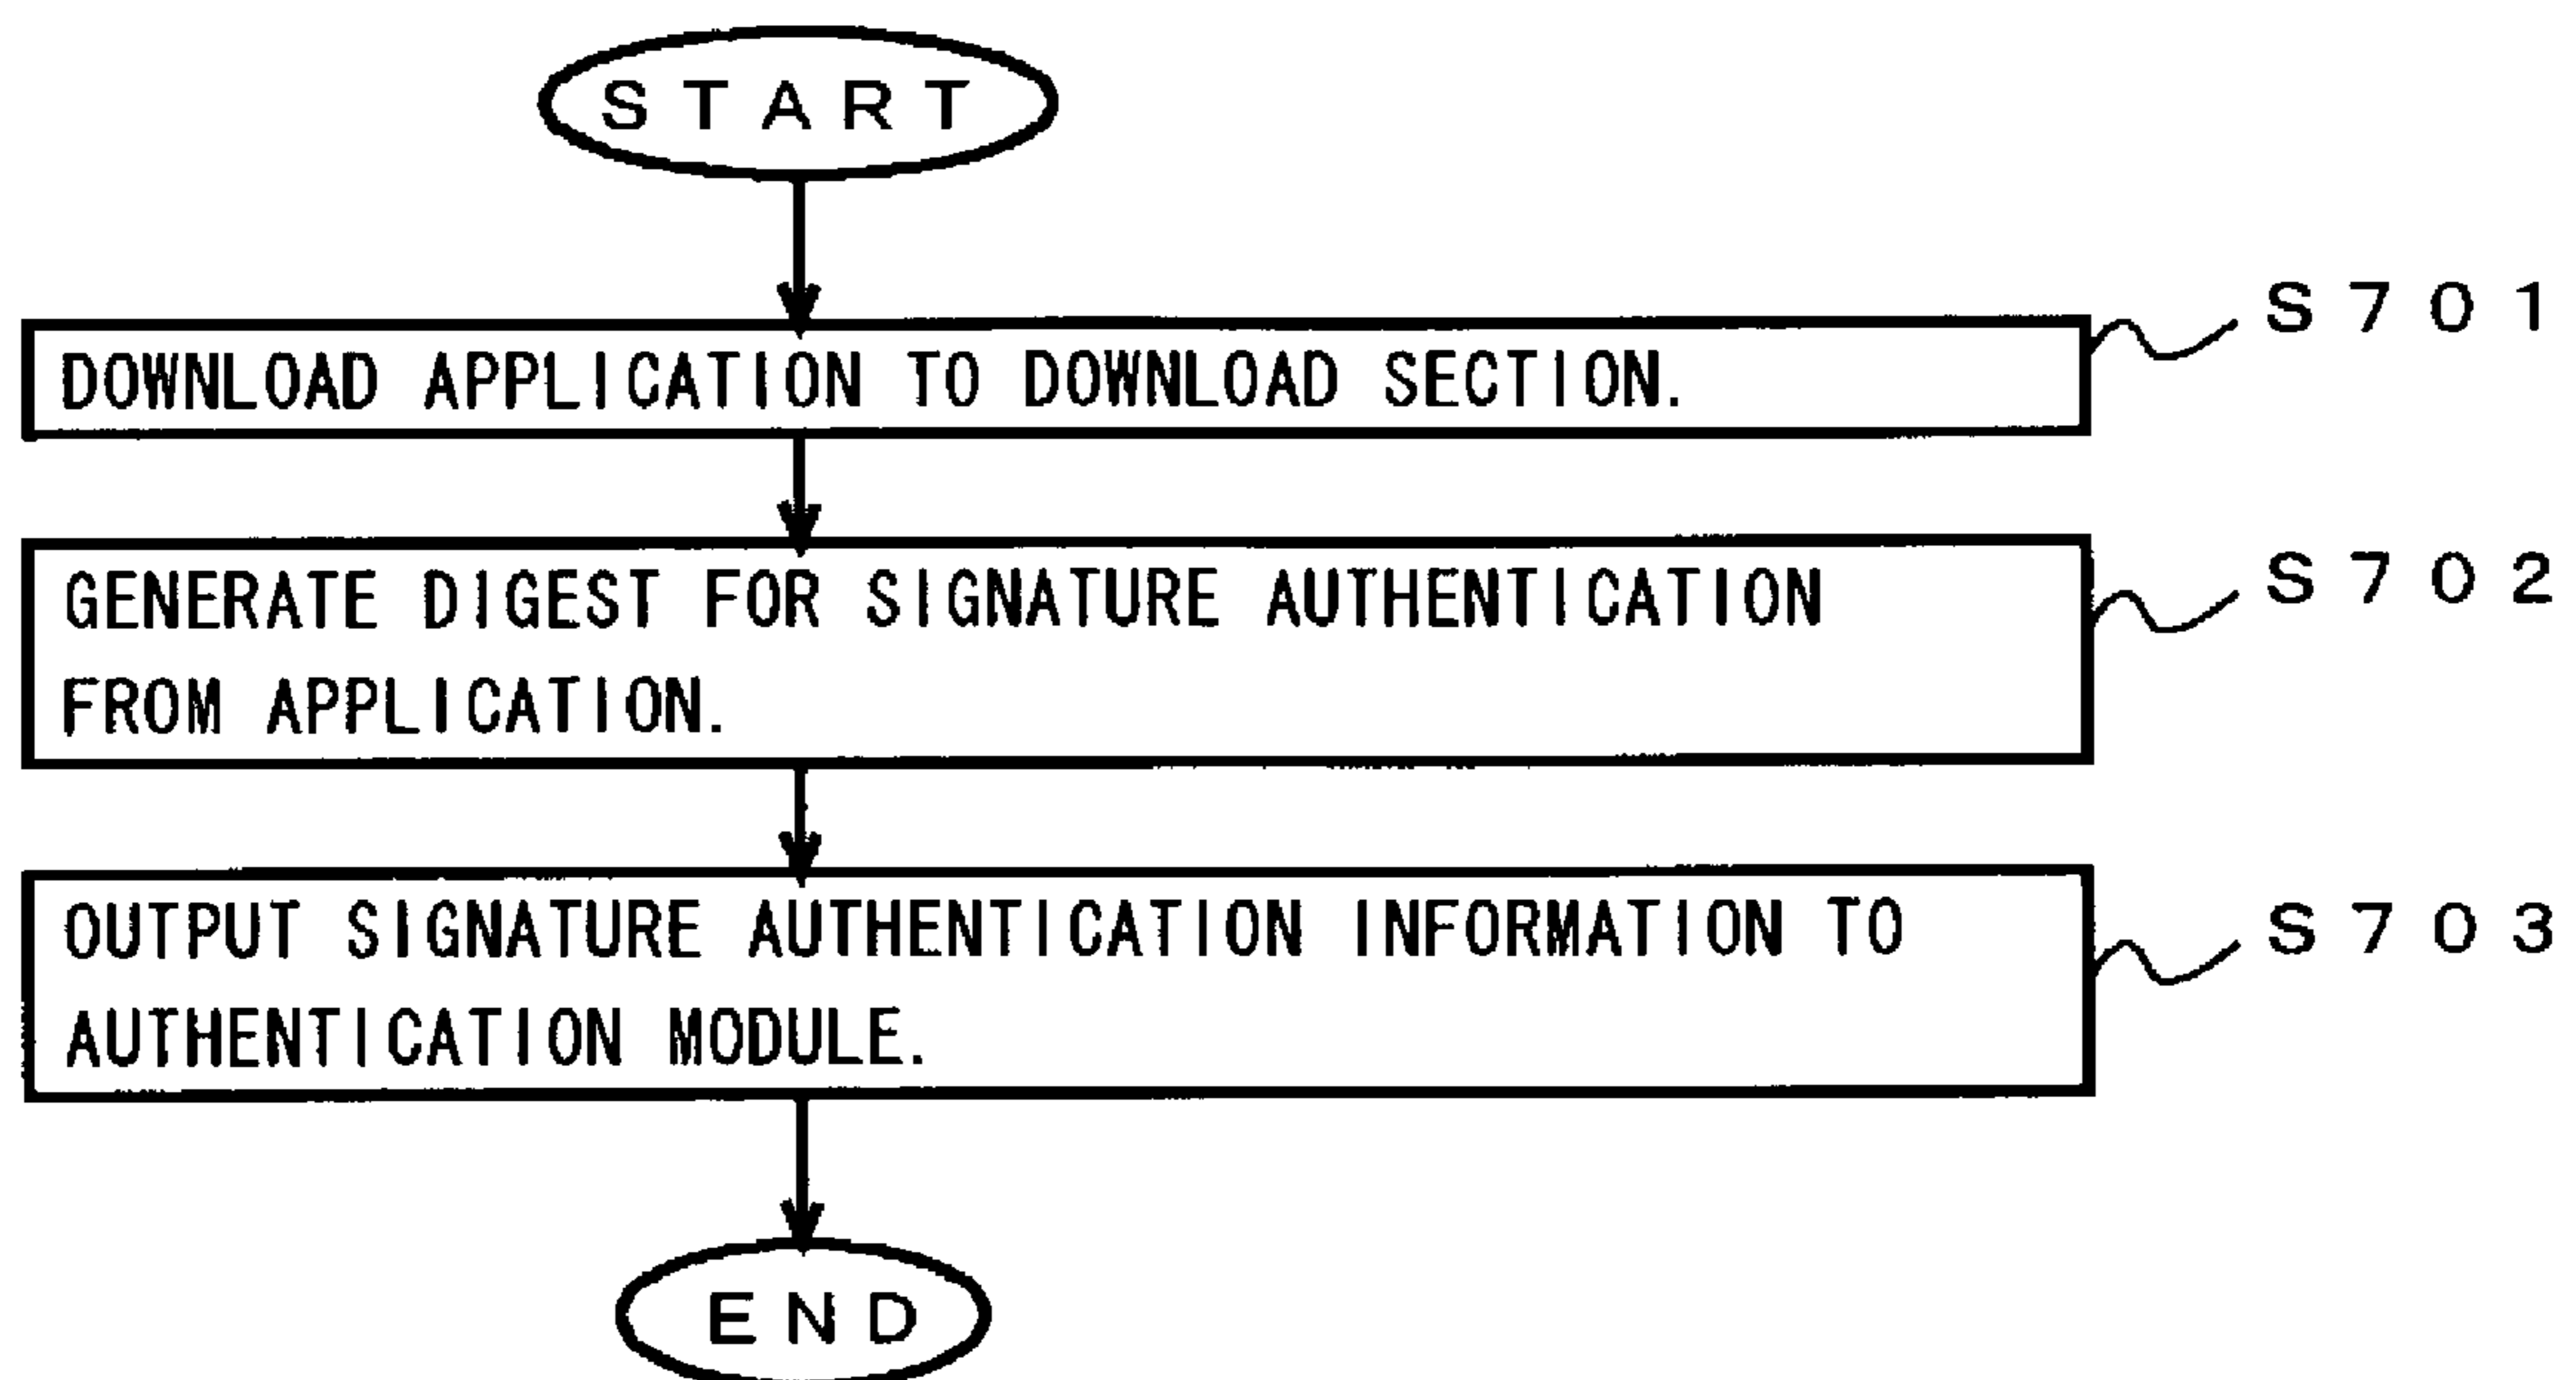 START
S701
DOWNLOAD APPLICATION TO DOWNLOAD SECTION.
S702
GENERATE DIGEST FOR SIGNATURE AUTHENTICATION
FROM APPLICATION.
S703
OUTPUT SIGNATURE AUTHENTICATION INFORMATION TO
AUTHENTICATION MODULE.
END